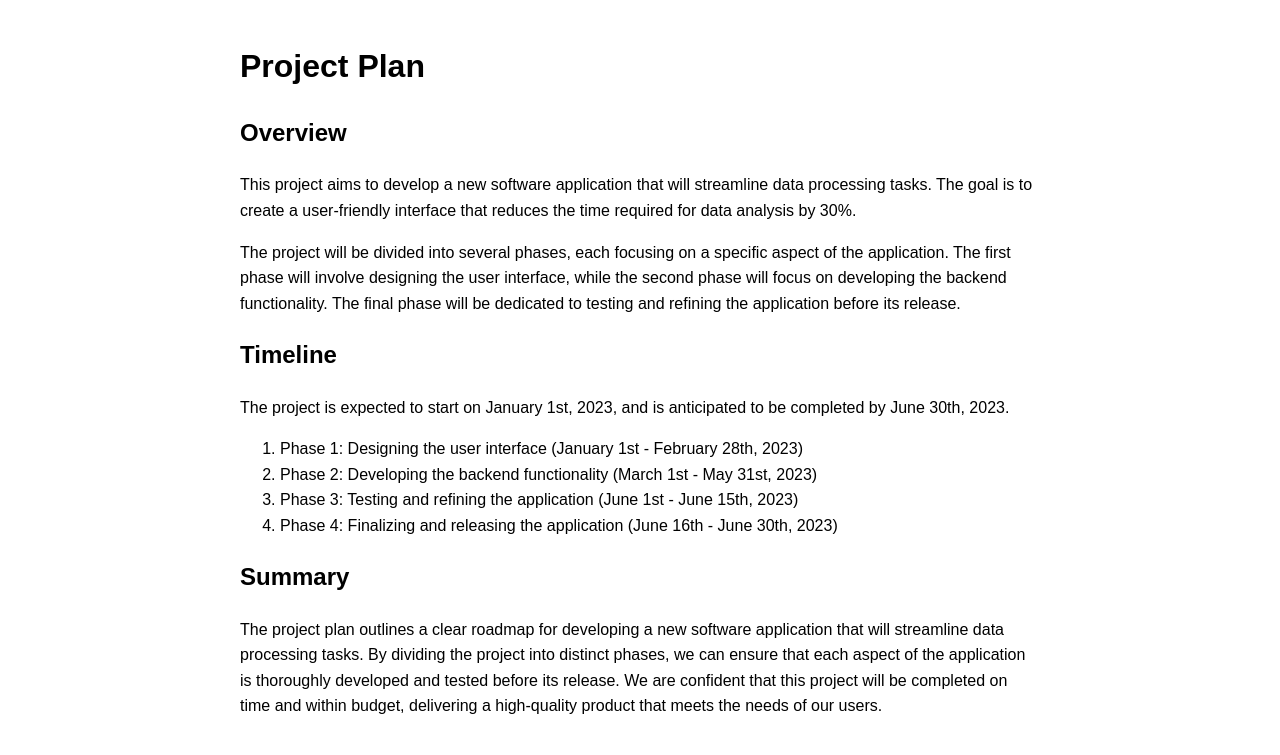 Project Plan
Overview
This project aims to develop a new software application that will streamline data processing tasks. The goal is to
create a user-friendly interface that reduces the time required for data analysis by 30%.
The project will be divided into several phases, each focusing on a specific aspect of the application. The first
phase will involve designing the user interface, while the second phase will focus on developing the backend
functionality. The final phase will be dedicated to testing and refining the application before its release.
Timeline
The project is expected to start on January 1st, 2023, and is anticipated to be completed by June 30th, 2023.
1. Phase 1: Designing the user interface (January 1st - February 28th, 2023)
2. Phase 2: Developing the backend functionality (March 1st - May 31st, 2023)
3. Phase 3: Testing and refining the application (June 1st - June 15th, 2023)
4. Phase 4: Finalizing and releasing the application (June 16th - June 30th, 2023)
Summary
The project plan outlines a clear roadmap for developing a new software application that will streamline data
processing tasks. By dividing the project into distinct phases, we can ensure that each aspect of the application
is thoroughly developed and tested before its release. We are confident that this project will be completed on
time and within budget, delivering a high-quality product that meets the needs of our users.